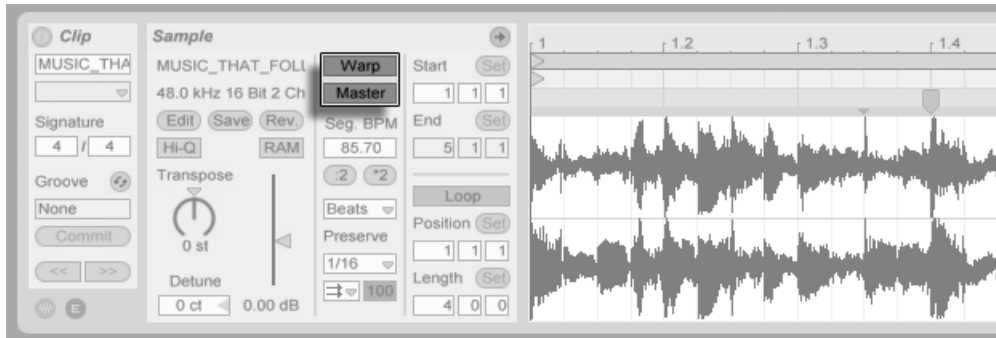 Clip
MUSIC_THA
Signature
4 / 4
Groove
None
Commit
<< >>
E
Sample
MUSIC_THAT_FOLL
48.0 kHz 16 Bit 2 Ch
Edit Save Rev.
Hi-Q RAM
Transpose
0 st
Detune
0 ct 0.00 dB
Warp
Master
Seg. BPM
85.70
:2 *2
Beats
Preserve
1/16
100
Start Set
1 1 1
End Set
5 1 1
Loop
Position Set
1 1 1
Length Set
4 0 0
1 1.2 1.3 1.4